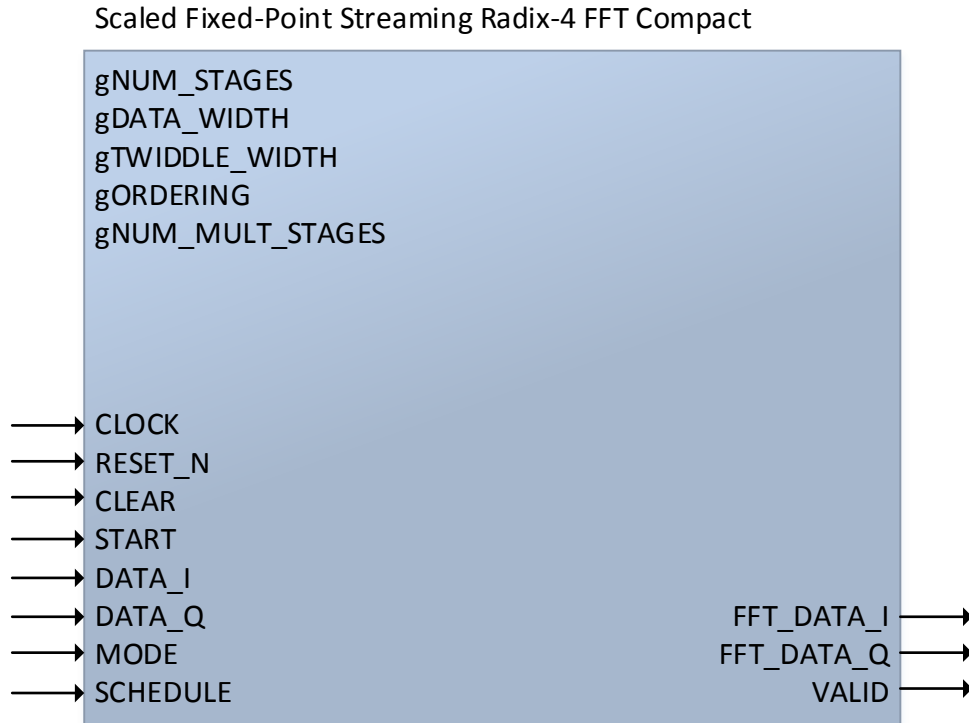 Scaled Fixed-Point Streaming Radix-4 FFT Compact
gNUM_STAGES
gDATA_WIDTH
gTWIDDLE_WIDTH
gORDERING
gNUM_MULT_STAGES
CLOCK
RESET_N
CLEAR
START
DATA_I
DATA_Q
MODE
SCHEDULE
FFT_DATA_I
FFT_DATA_Q
VALID